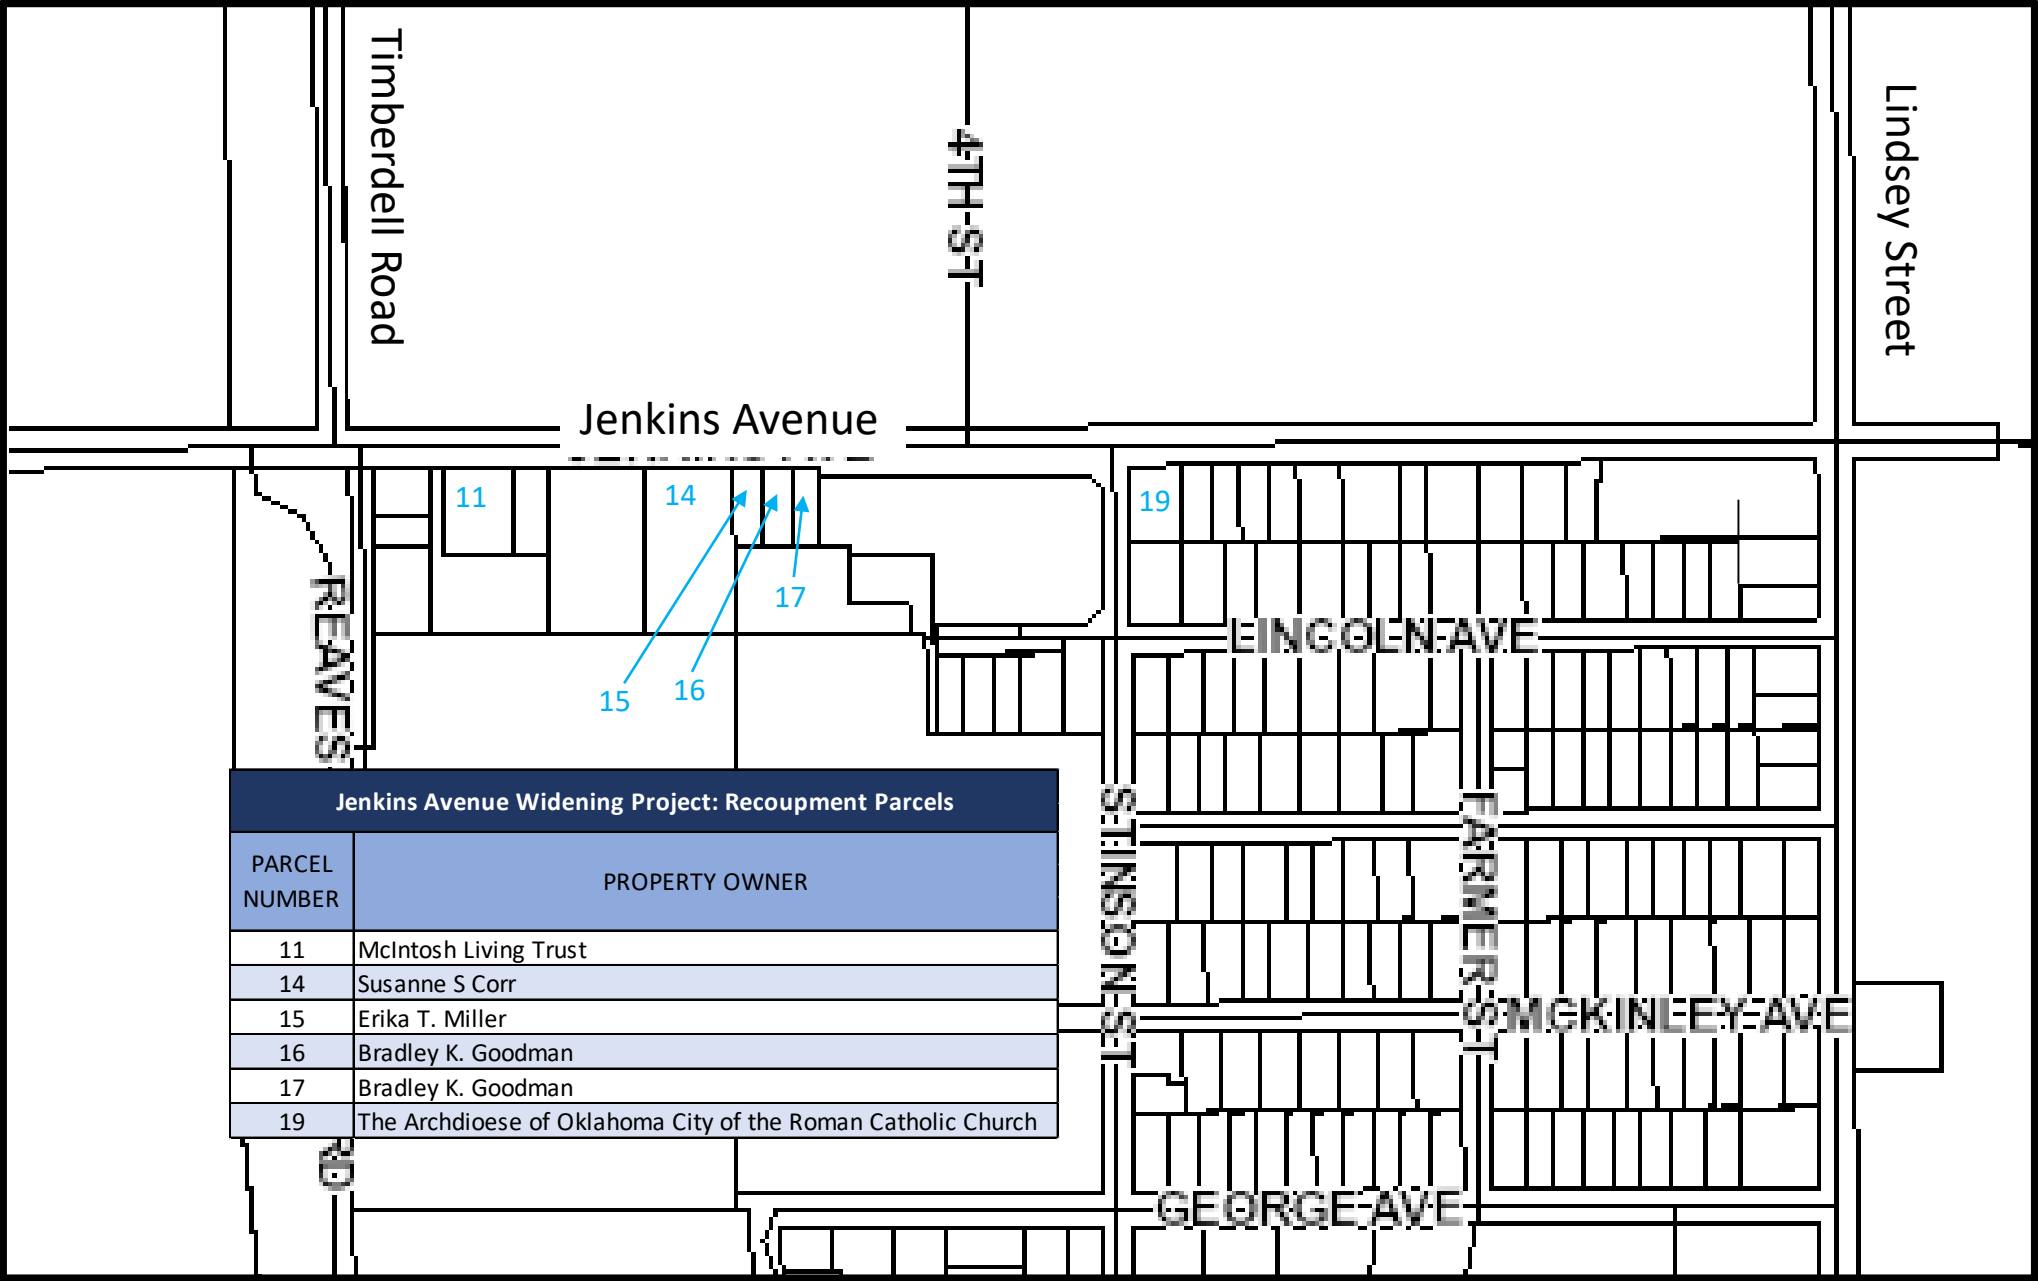 Timberdell Road
4TH ST
Lindsey Street
Jenkins Avenue
11
14
19
17
15
16
LINCOLN AVE
REAVES RD
STINSON ST
FARMER ST
MCKINLEY AVE
GEORGE AVE
Jenkins Avenue Widening Project: Recoupment Parcels
PARCEL NUMBER
PROPERTY OWNER
11 McIntosh Living Trust
14 Susanne S Corr
15 Erika T. Miller
16 Bradley K. Goodman
17 Bradley K. Goodman
19 The Archdioese of Oklahoma City of the Roman Catholic Church